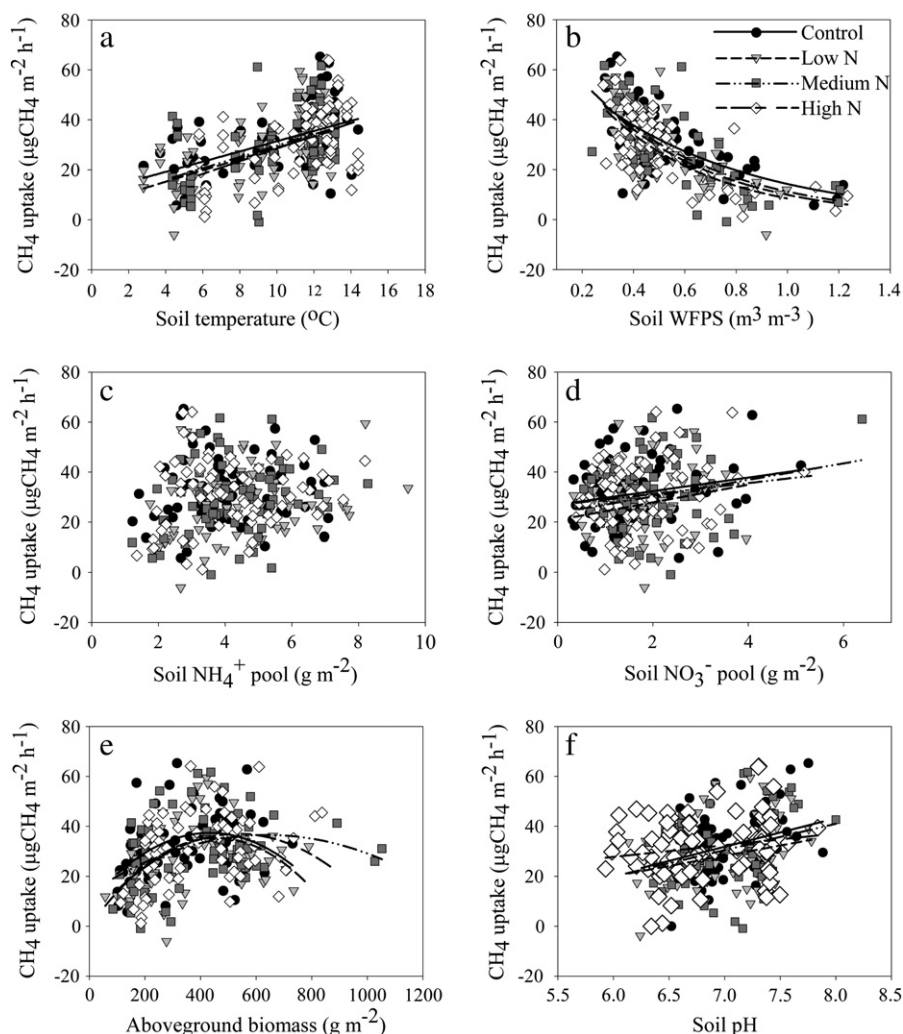 a
80
60
40
20
0
-20
CH₄ uptake (μgCH₄ m⁻² h⁻¹)
0 2 4 6 8 10 12 14 16 18
Soil temperature (ºC)
b
Control
Low N
Medium N
High N
80
60
40
20
0
-20
CH₄ uptake (μgCH₄ m⁻² h⁻¹)
0.2 0.4 0.6 0.8 1.0 1.2 1.4
Soil WFPS (m³ m⁻³)
c
80
60
40
20
0
-20
CH₄ uptake (μgCH₄ m⁻² h⁻¹)
0 2 4 6 8 10
Soil NH₄⁺ pool (g m⁻²)
d
80
60
40
20
0
-20
CH₄ uptake (μgCH₄ m⁻² h⁻¹)
0 2 4 6
Soil NO₃⁻ pool (g m⁻²)
e
80
60
40
20
0
-20
CH₄ uptake (μgCH₄ m⁻² h⁻¹)
0 200 400 600 800 1000 1200
Aboveground biomass (g m⁻²)
f
80
60
40
20
0
-20
CH₄ uptake (μgCH₄ m⁻² h⁻¹)
5.5 6.0 6.5 7.0 7.5 8.0 8.5
Soil pH